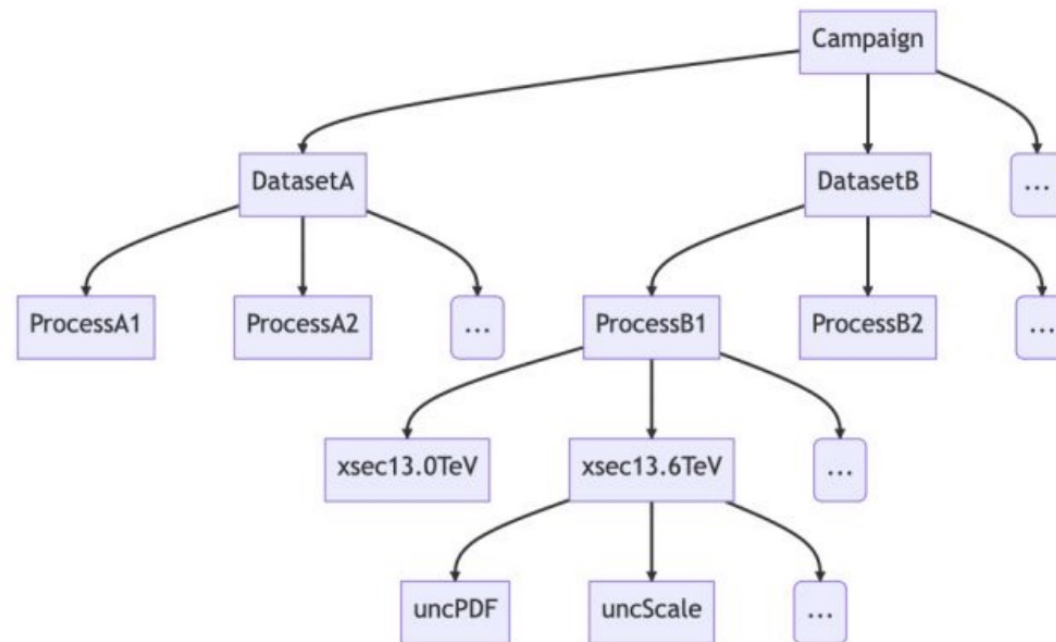 Campaign
DatasetA
DatasetB
...
ProcessA1
ProcessA2
...
ProcessB1
ProcessB2
...
xsec13.0TeV
xsec13.6TeV
...
uncPDF
uncScale
...